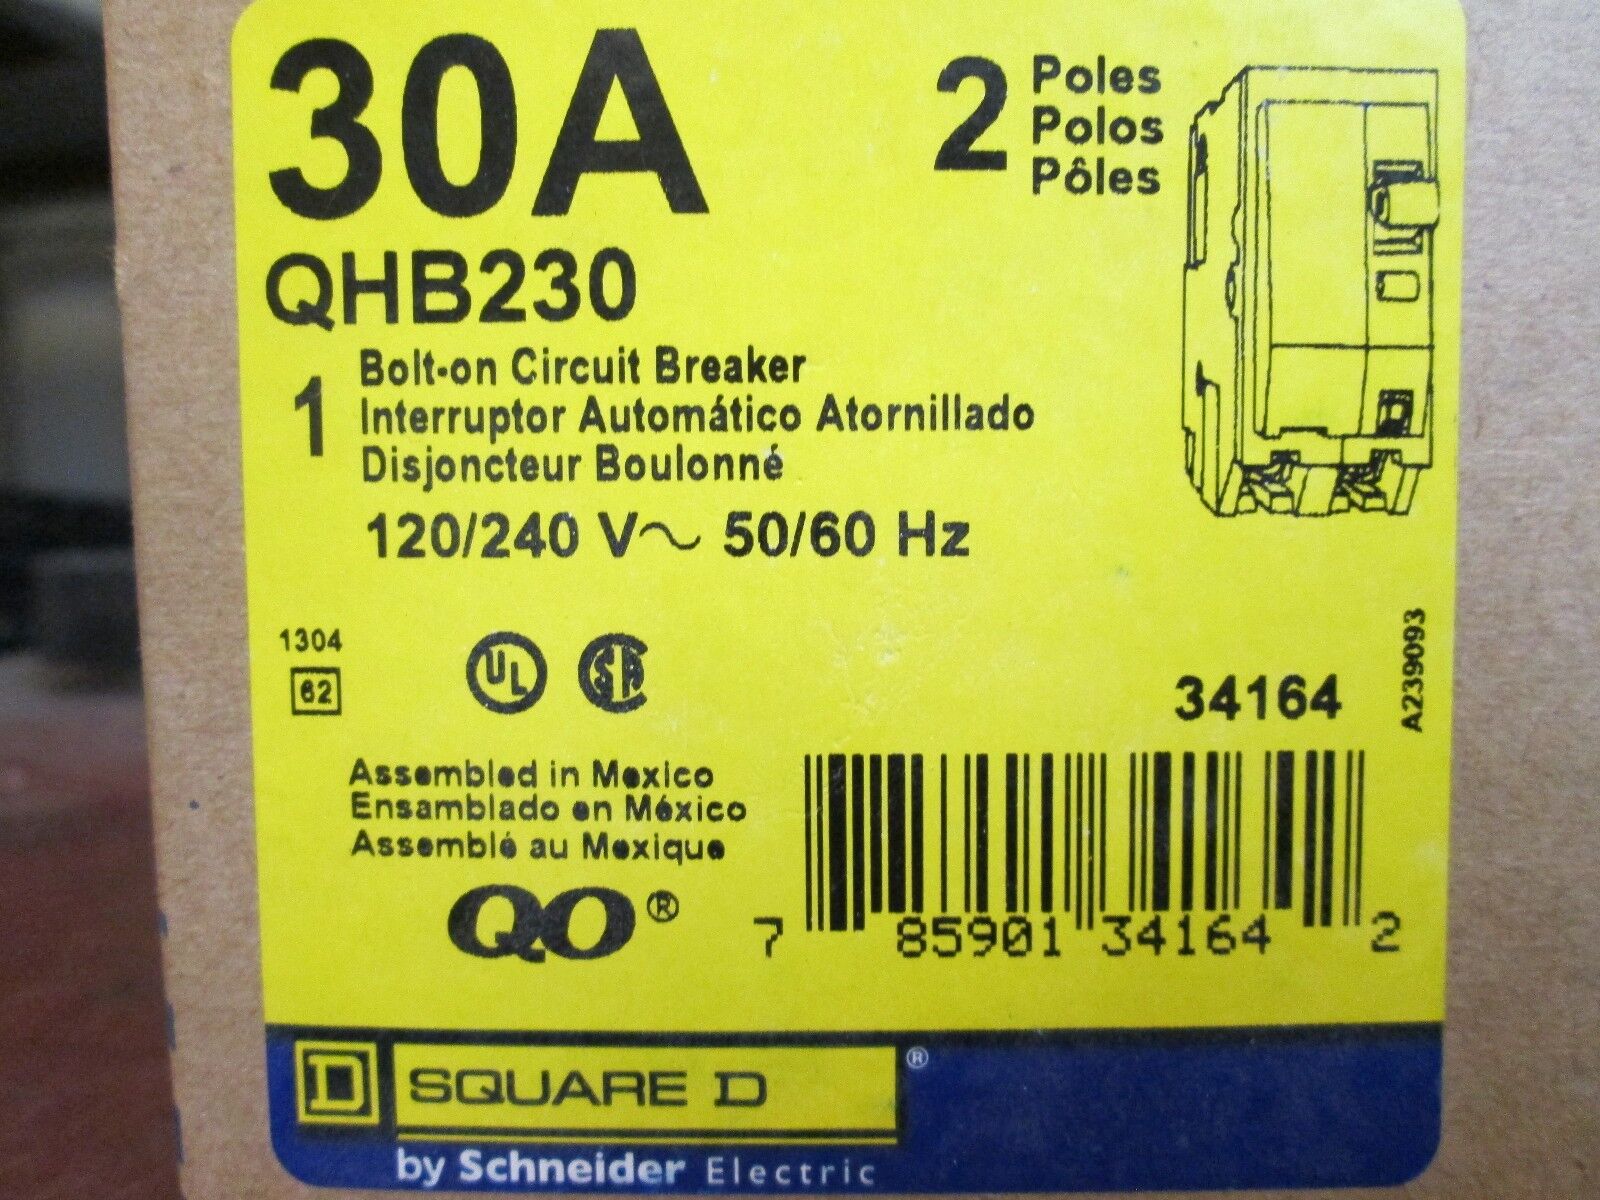 30A
2 Poles
Polos
Pôles
QHB230
1 Bolt-on Circuit Breaker
Interruptor Automático Atornillado
Disjoncteur Boulonné
120/240 V~ 50/60 Hz
1304
62
UL
SA
34164
A239093
Assembled in Mexico
Ensamblado en México
Assemblé au Mexique
QO®
7 85901 34164 2
D SQUARE D ®
by Schneider Electric